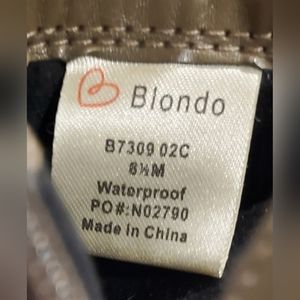 Blondo
B7309 02C
8½M
Waterproof
PO#:N02790
Made in China